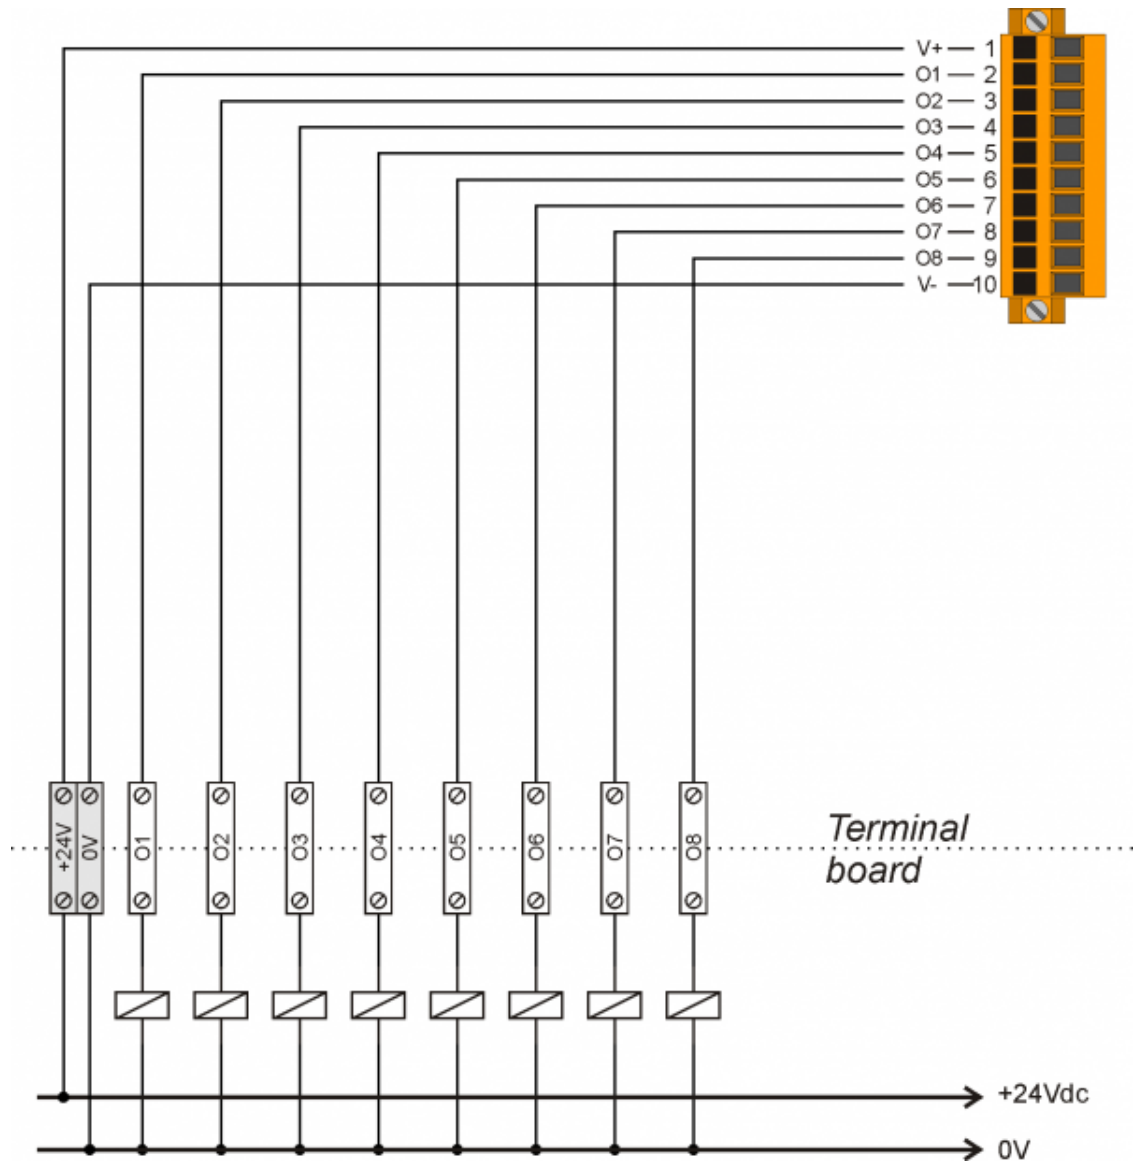 V+ 1
O1 2
O2 3
O3 4
O4 5
O5 6
O6 7
O7 8
O8 9
V- 10
+24V
0V
O1
O2
O3
O4
O5
O6
O7
O8
Terminal
board
+24Vdc
0V